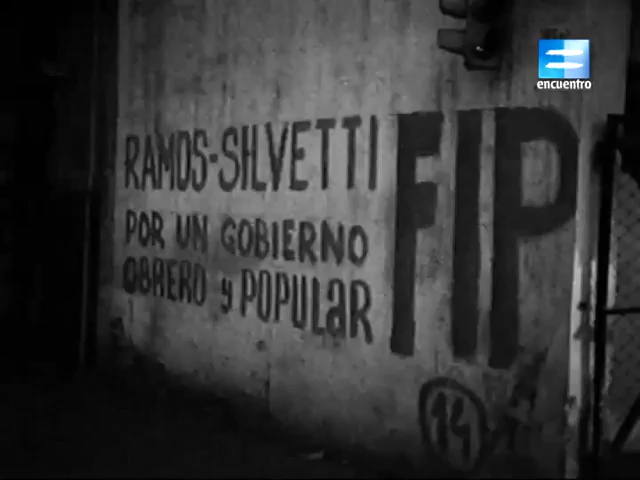 encuentro
RAMOS-SILVETTI
POR UN GOBIERNO
OBRERO y POPULAR
FIP
14